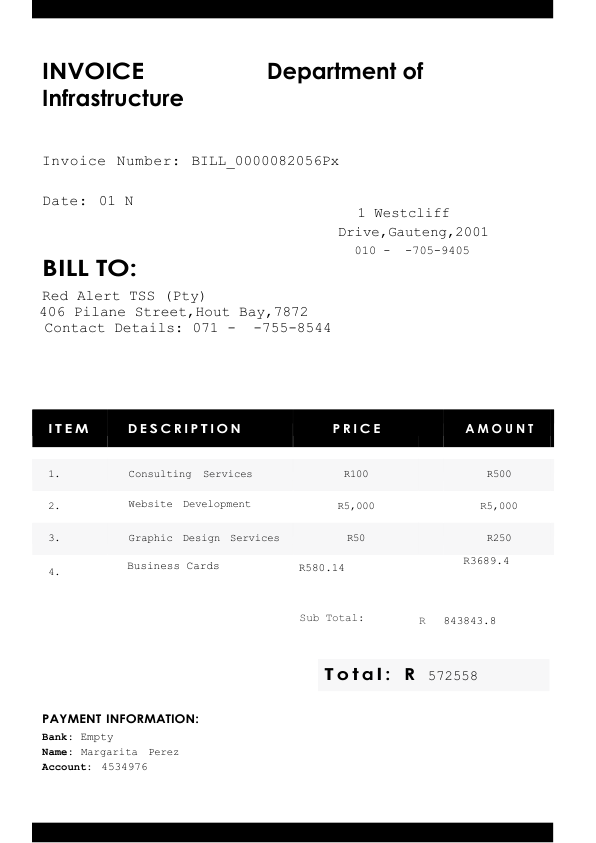 INVOICE Department of
Infrastructure
Invoice Number: BILL_0000082056Px
Date: 01 N
1 Westcliff
Drive,Gauteng,2001
010 - -705-9405
BILL TO:
Red Alert TSS (Pty)
406 Pilane Street,Hout Bay,7872
Contact Details: 071 - -755-8544
ITEM DESCRIPTION PRICE AMOUNT
1. Consulting Services R100 R500
2. Website Development R5,000 R5,000
3. Graphic Design Services R50 R250
4. Business Cards R580.14 R3689.4
Sub Total: R 843843.8
Total: R 572558
PAYMENT INFORMATION:
Bank: Empty
Name: Margarita Perez
Account: 4534976